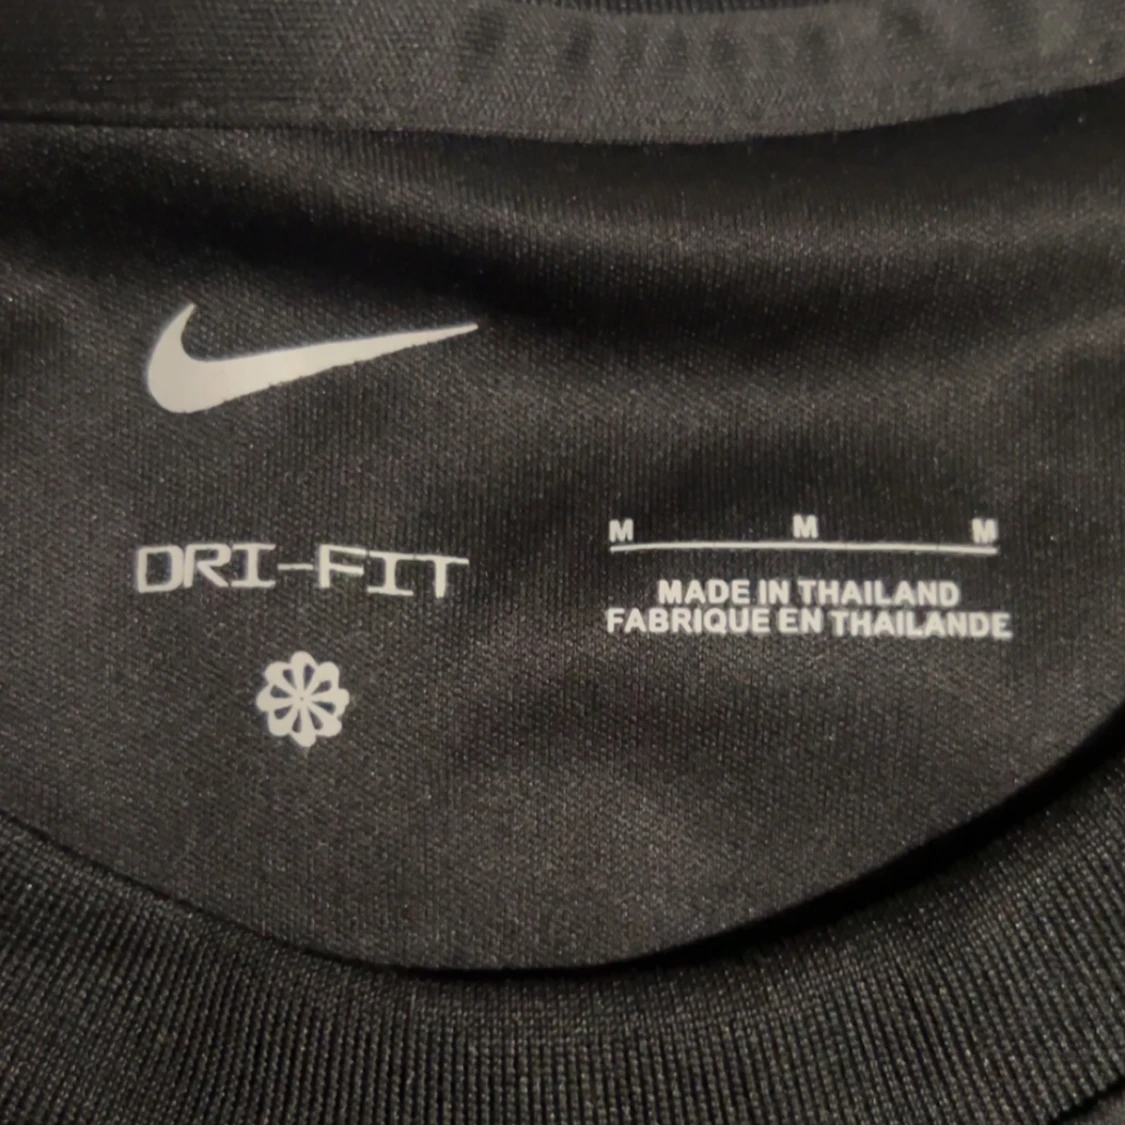 DRI-FIT
M M M
MADE IN THAILAND
FABRIQUE EN THAILANDE